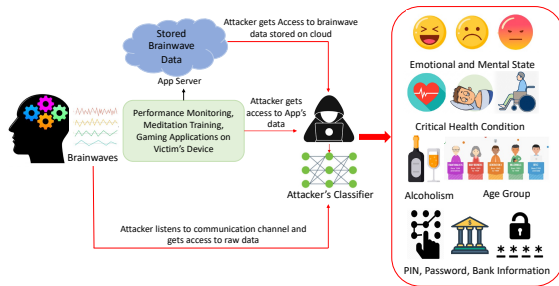 Stored
Brainwave
Data
App Server
Attacker gets Access to brainwave
data stored on cloud
Performance Monitoring,
Meditation Training,
Gaming Applications on
Victim's Device
Attacker gets
access to App's
data
Brainwaves
Attacker's Classifier
Attacker listens to communication channel and
gets access to raw data
Emotional and Mental State
Critical Health Condition
Alcoholism
Age Group
****
PIN, Password, Bank Information